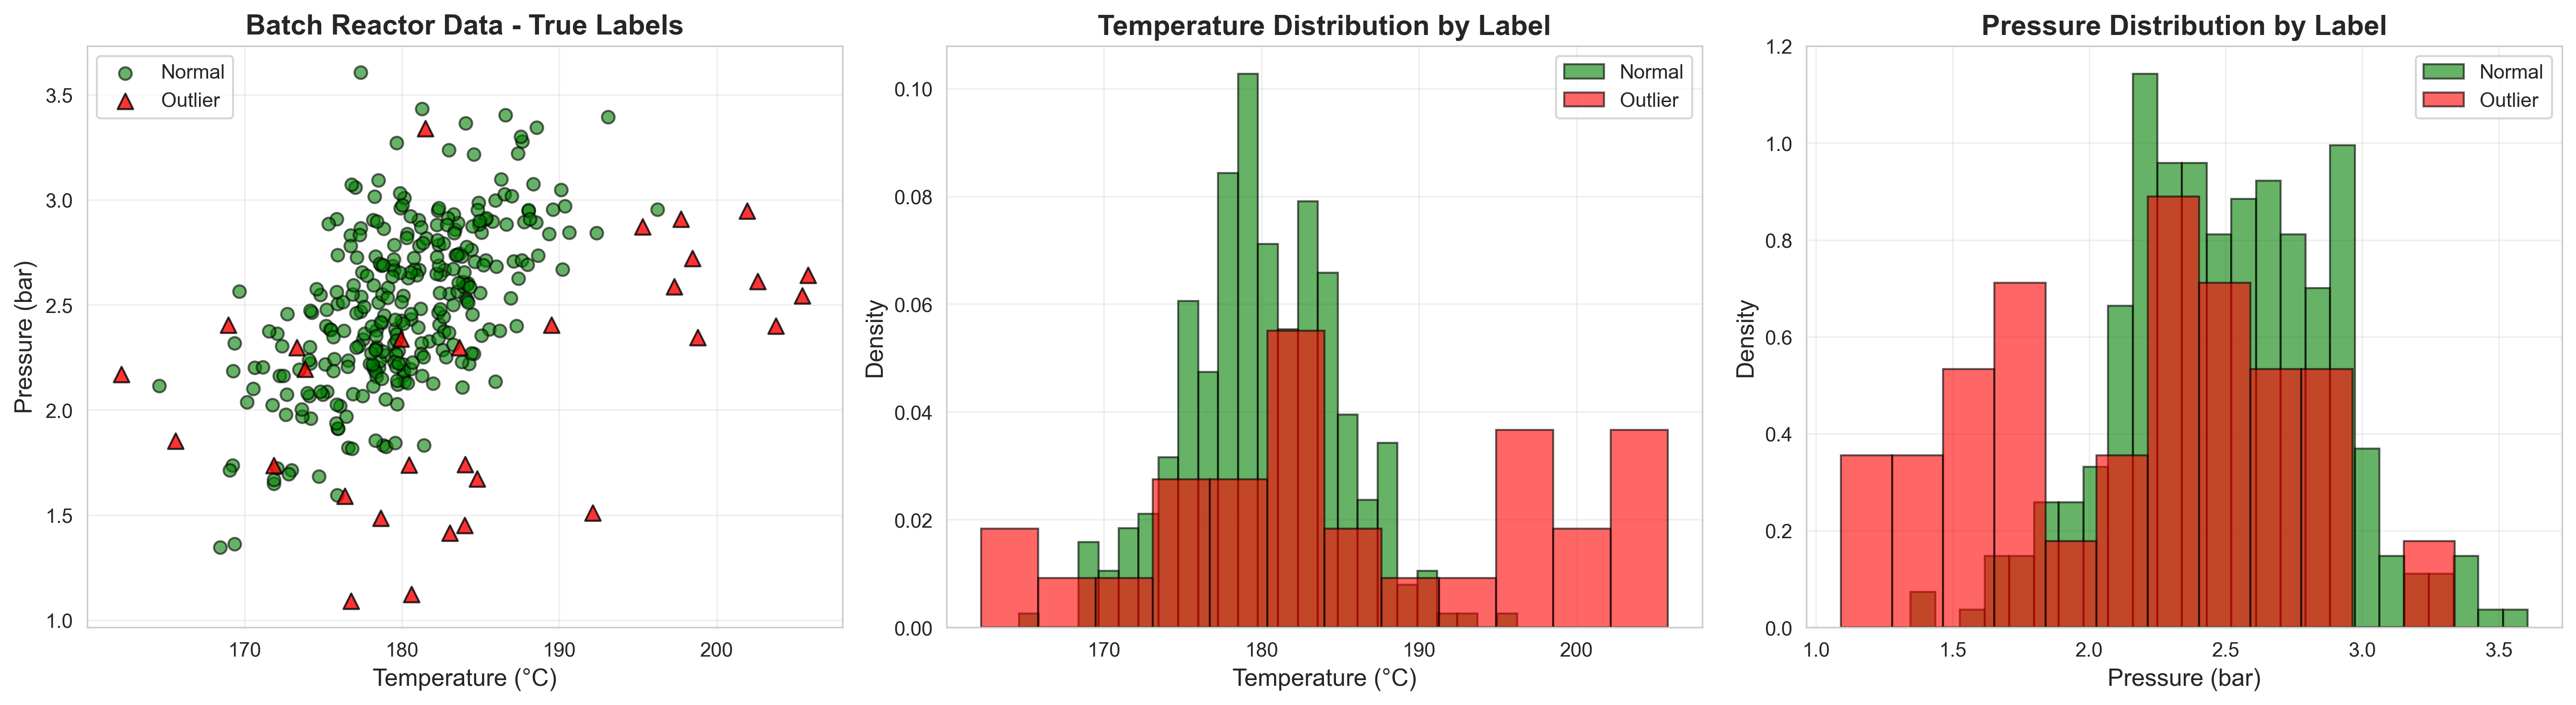 Batch Reactor Data - True Labels
Normal
Outlier
3.5
3.0
2.5
2.0
1.5
1.0
Pressure (bar)
170 180 190 200
Temperature (°C)
Temperature Distribution by Label
Normal
Outlier
0.10
0.08
0.06
0.04
0.02
0.00
Density
170 180 190 200
Temperature (°C)
Pressure Distribution by Label
Normal
Outlier
1.2
1.0
0.8
0.6
0.4
0.2
0.0
Density
1.0 1.5 2.0 2.5 3.0 3.5
Pressure (bar)